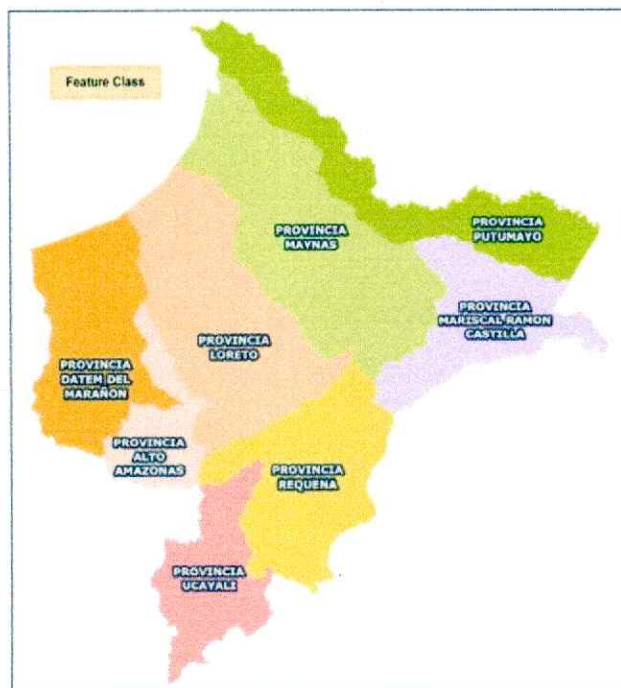 Feature Class
PROVINCIA
MAYNAS
PROVINCIA
PUTUMAYO
PROVINCIA
MARISCAL RAMON
CASTILLA
PROVINCIA
LORETO
PROVINCIA
DATEM DEL
MARAÑON
PROVINCIA
ALTO
AMAZONAS
PROVINCIA
REQUENA
PROVINCIA
UCAYALI